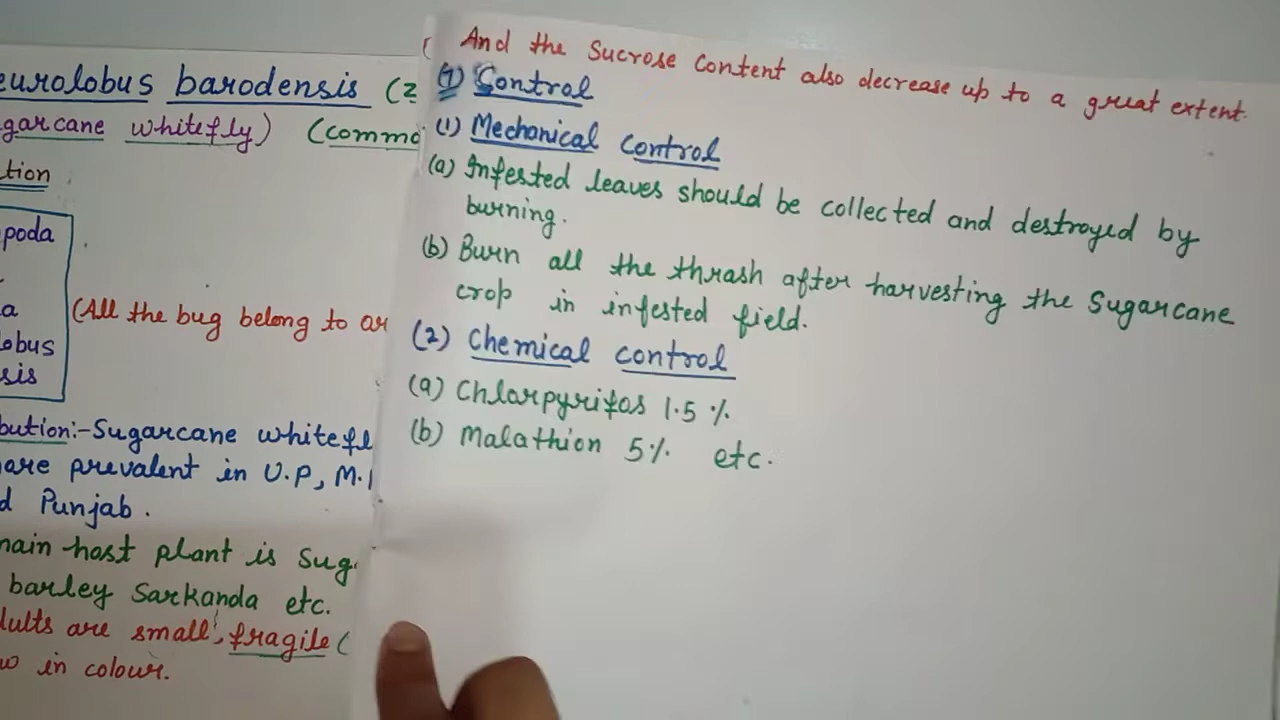 eurolobus barodensis (z
garcane whitefly) (commo
tion
poda
a
obus
sis
(All the bug belong to ar
bution:-Sugarcane whitefl
are prevalent in U.P, M.
d Punjab.
main host plant is Sug
barley Sarkanda etc.
dults are small, fragile (
w in colour.
And the Sucrose Content also decrease up to a great extent.
(7) Control
(1) Mechanical control
(a) Infested leaves should be collected and destroyed by
burning.
(b) Burn all the thrash after harvesting the Sugarcane
crop in infested field.
(2) Chemical control
(a) Chlarpyrifos 1.5 %
(b) Malathion 5% etc.